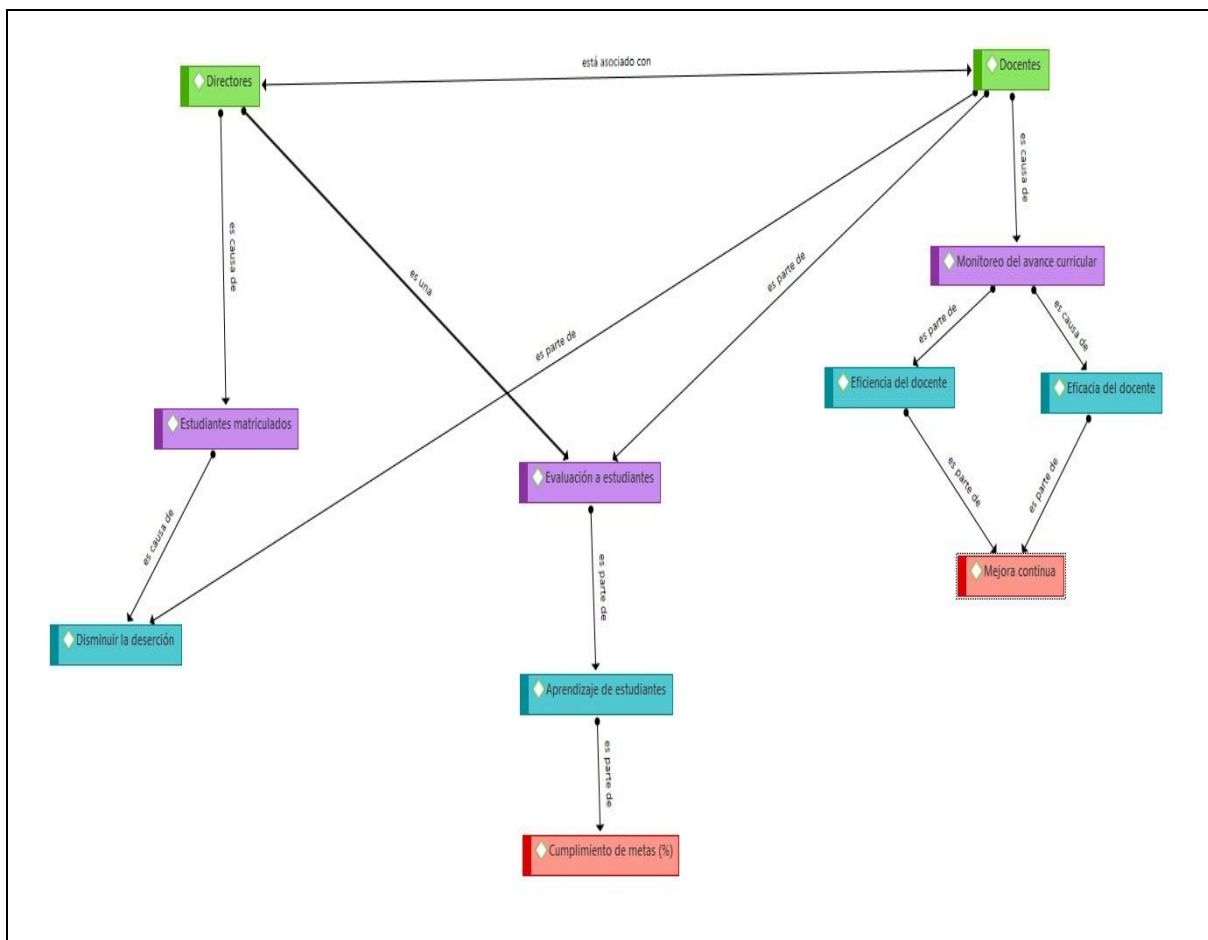 está asociado con
Docentes
Directores
es causa de
es causa de
es una
es parte de
es parte de
Monitoreo del avance curricular
es parte de
es causa de
Eficiencia del docente
Eficacia del docente
Estudiantes matriculados
es parte de
es parte de
Evaluación a estudiantes
es causa de
Mejora continua
es parte de
Disminuir la deserción
Aprendizaje de estudiantes
es parte de
Cumplimiento de metas (%)